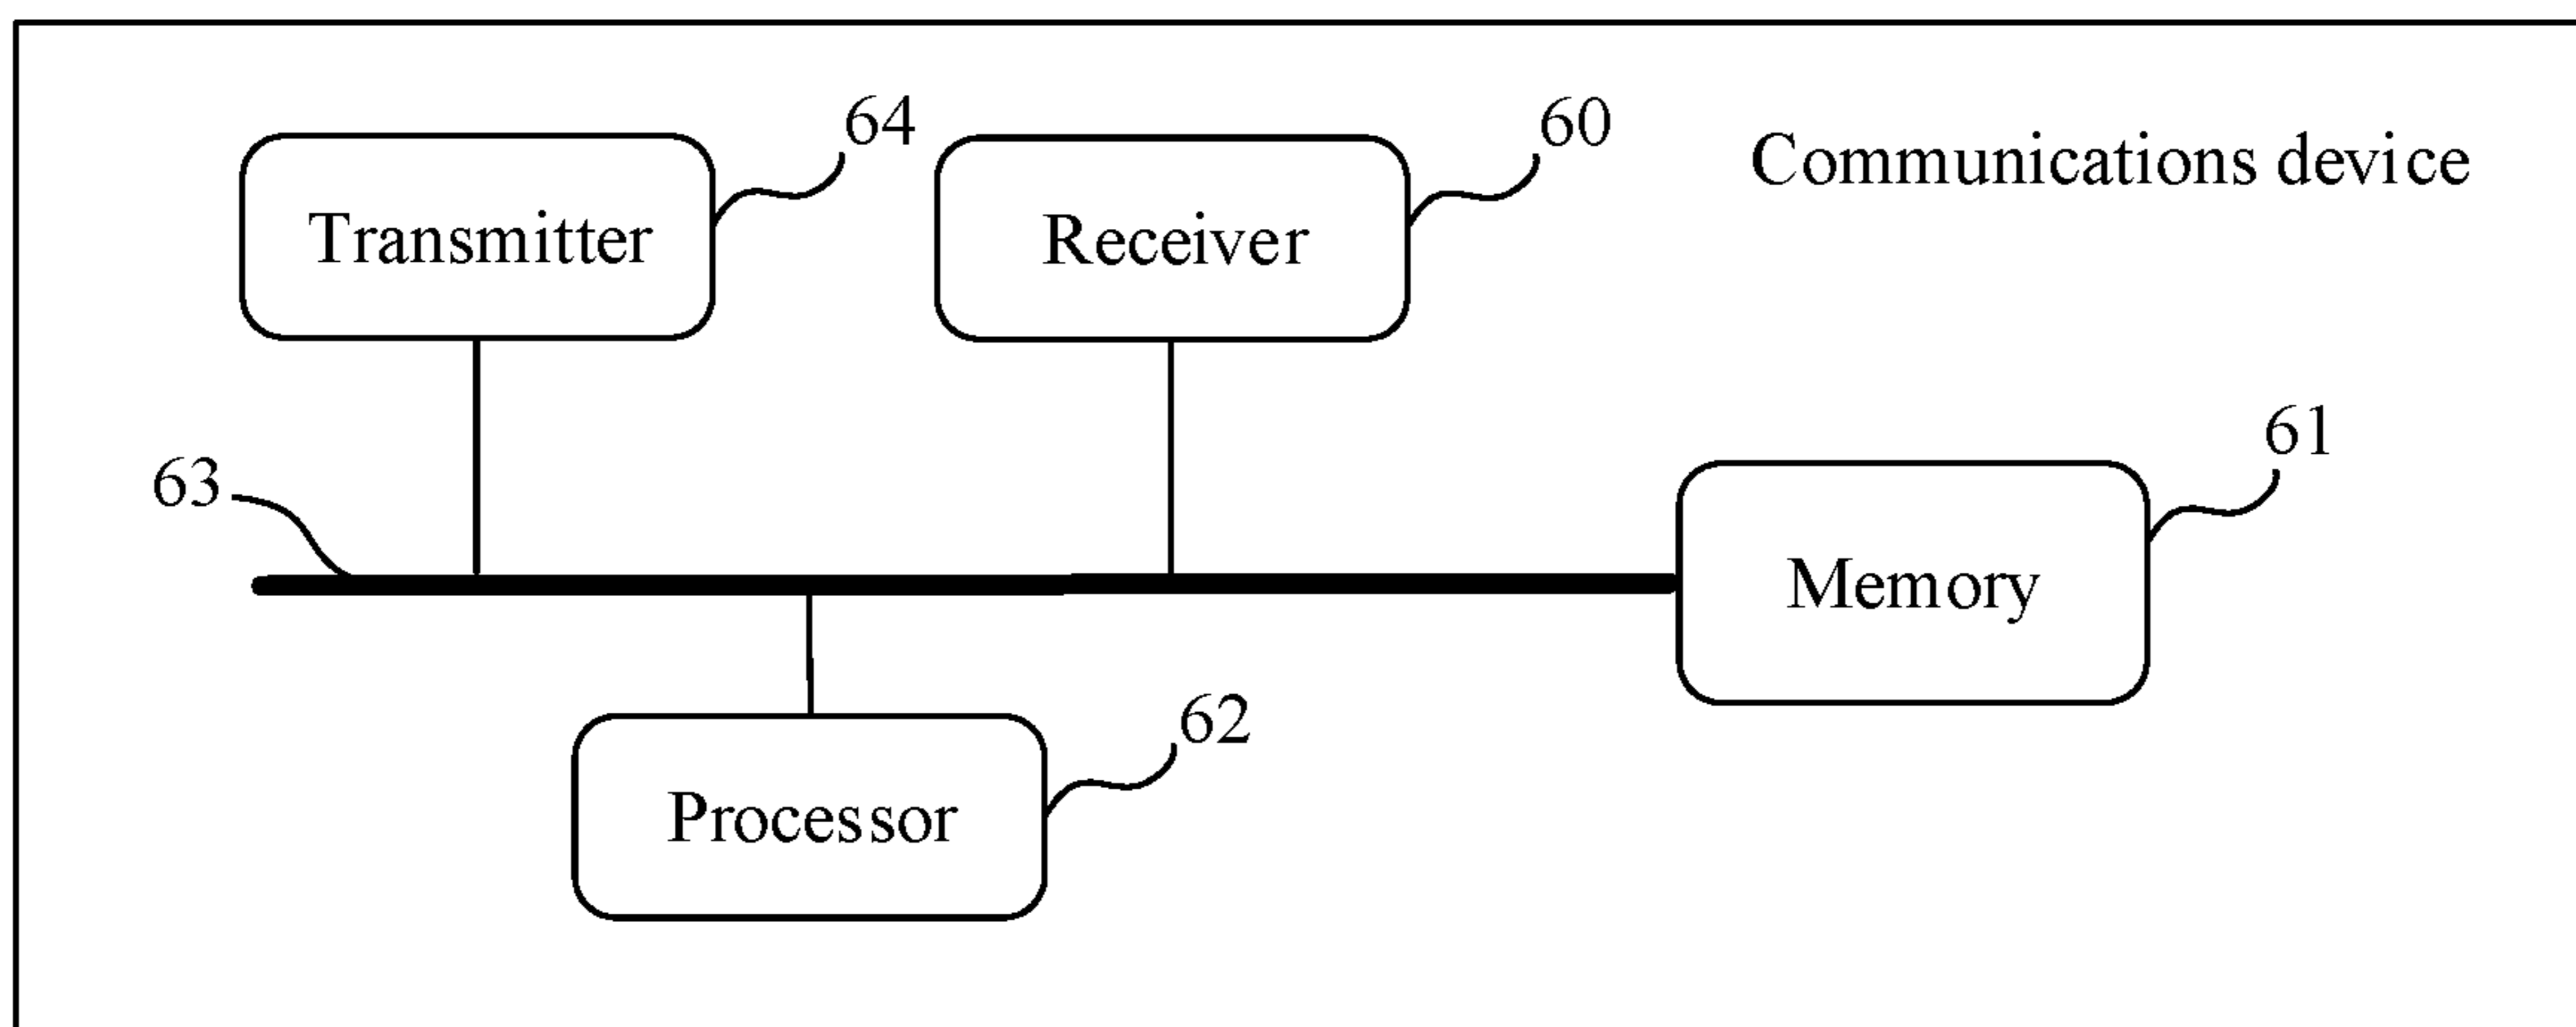 64
60
Communications device
Transmitter
Receiver
61
63
Memory
62
Processor